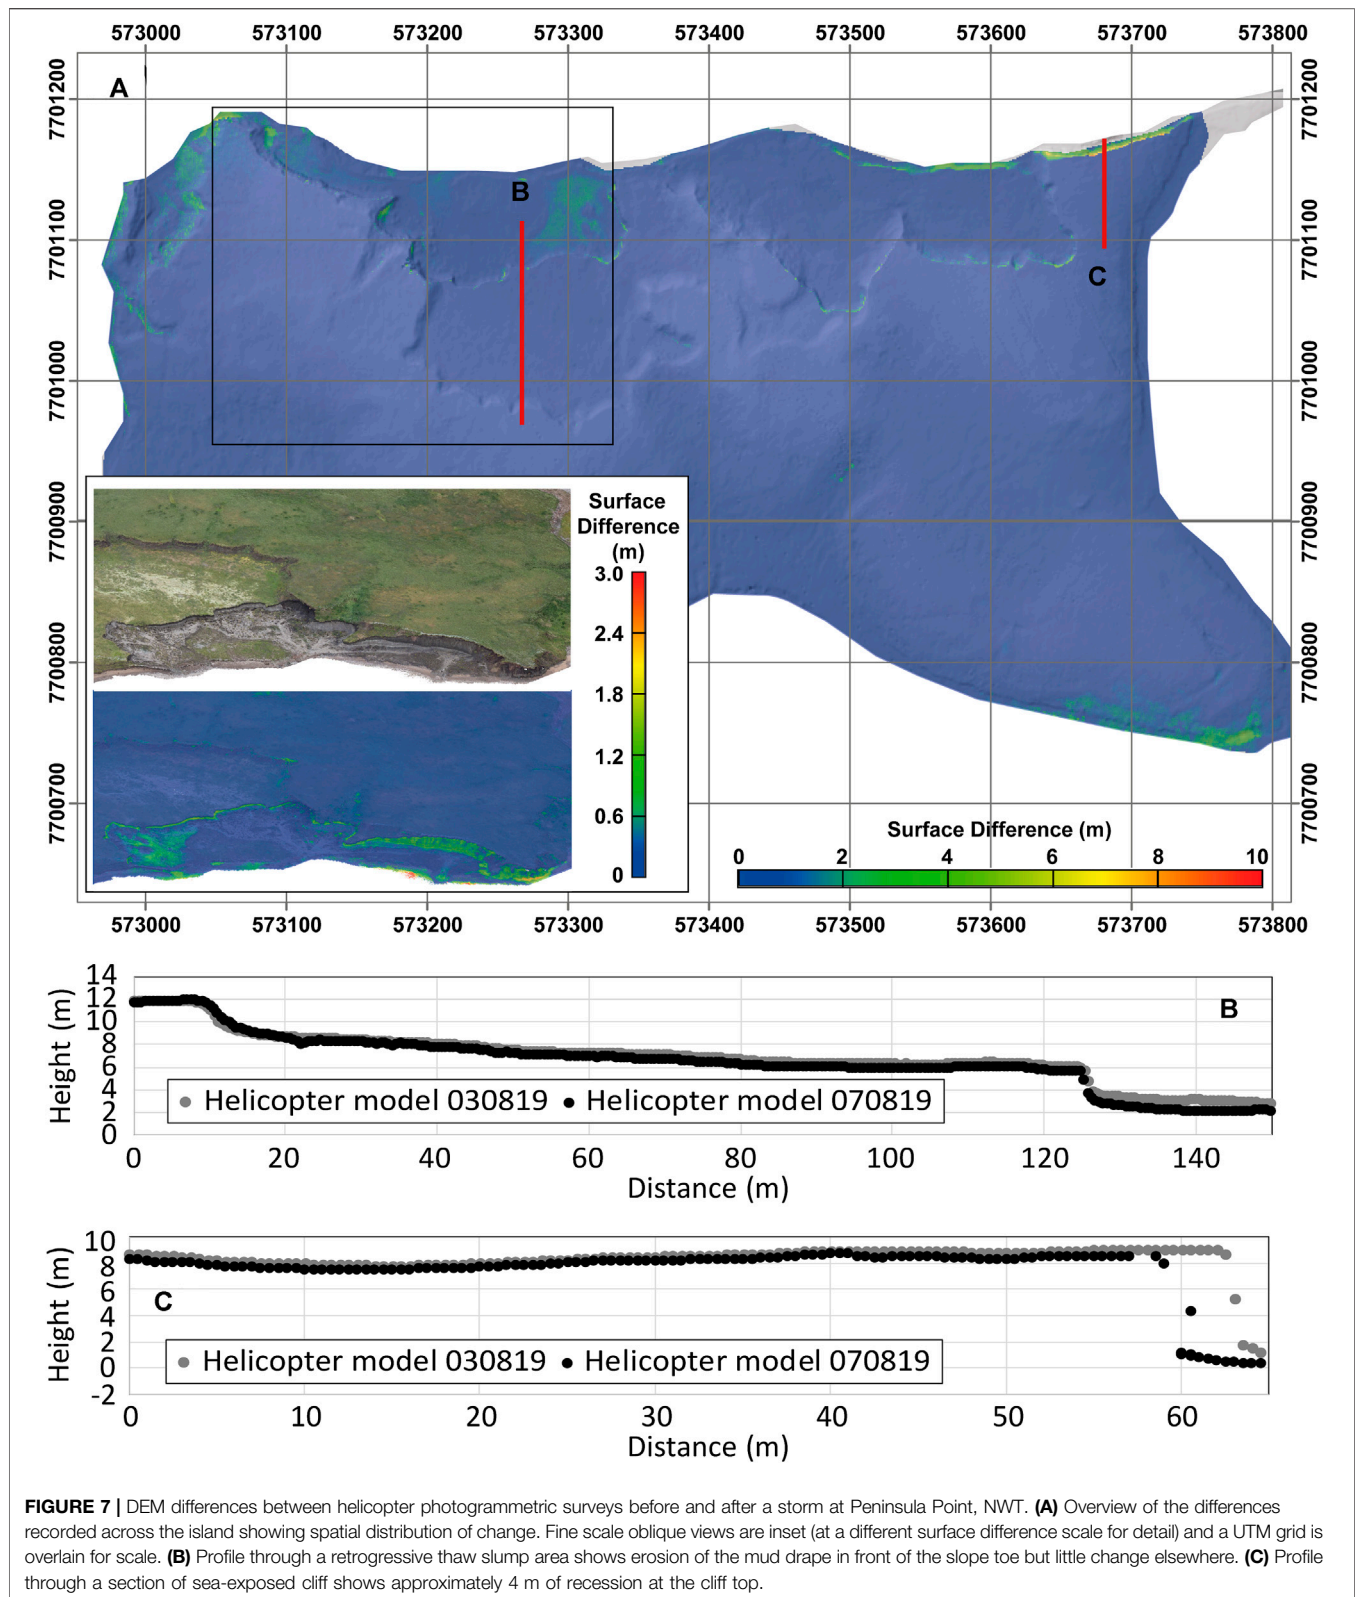 573000 573100 573200 573300 573400 573500 573600 573700 573800
A
7701200 7701200
B
7701100 7701100
C
7701000 7701000
7700900 7700900
7700800 7700800
7700700 7700700
Surface
Difference
(m)
3.0
2.4
1.8
1.2
0.6
0
Surface Difference (m)
0 2 4 6 8 10
573000 573100 573200 573300 573400 573500 573600 573700 573800
Height (m)
14
12
10
8
6
4
2
0
B
Helicopter model 030819 Helicopter model 070819
0 20 40 60 80 100 120 140
Distance (m)
Height (m)
10
8
6
4
2
0
-2
C
Helicopter model 030819 Helicopter model 070819
0 10 20 30 40 50 60
Distance (m)
FIGURE 7 | DEM differences between helicopter photogrammetric surveys before and after a storm at Peninsula Point, NWT. (A) Overview of the differences
recorded across the island showing spatial distribution of change. Fine scale oblique views are inset (at a different surface difference scale for detail) and a UTM grid is
overlain for scale. (B) Profile through a retrogressive thaw slump area shows erosion of the mud drape in front of the slope toe but little change elsewhere. (C) Profile
through a section of sea-exposed cliff shows approximately 4 m of recession at the cliff top.